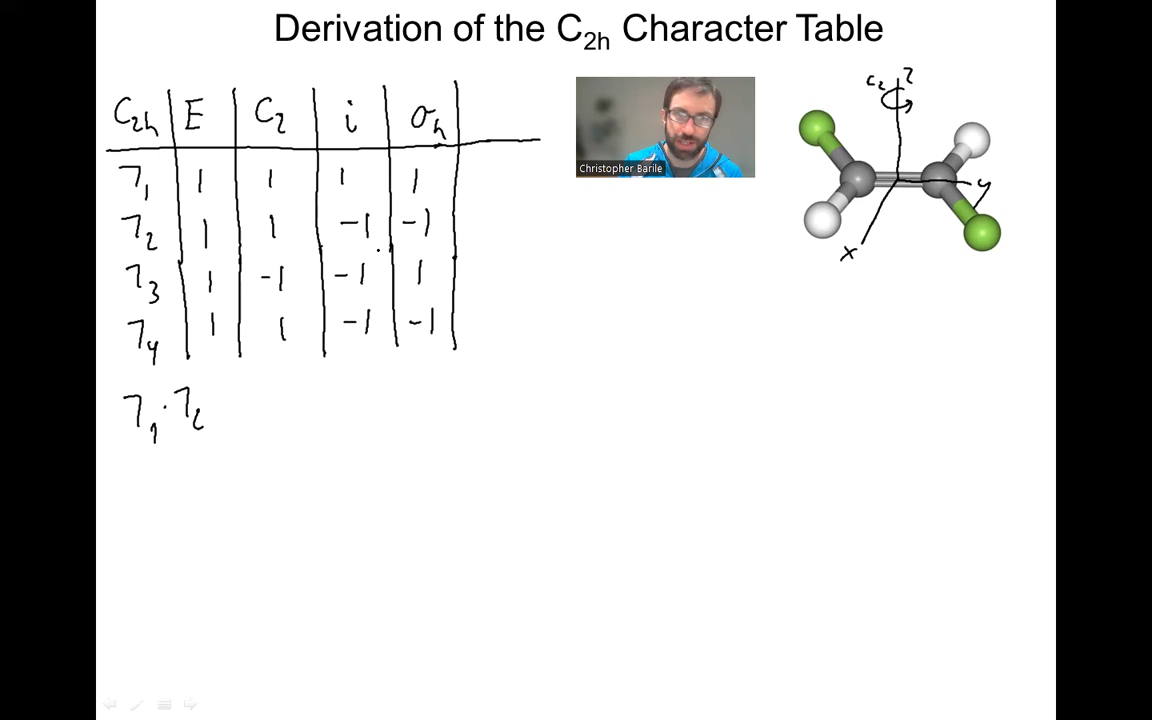 Derivation of the C2h Character Table
C2h E C2 i σh
Γ1 1 1 1 1
Γ2 1 1 -1 -1
Γ3 1 -1 -1 1
Γ4 1 1 -1 -1
Γ1 · Γ2
Christopher Barile
C2 z
y
x